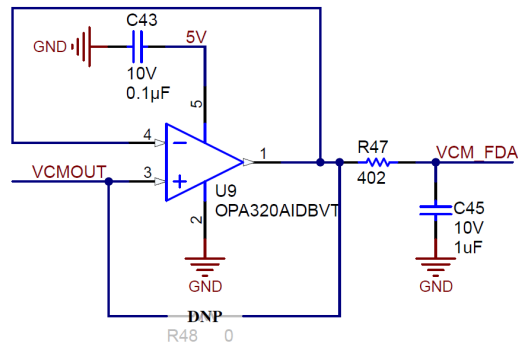 C43
GND
5V
10V
0.1µF
5
4
1
R47
VCM_FDA
402
VCMOUT
3
U9
C45
OPA320AIDBVT
10V
2
1uF
GND
GND
DNP
R48 0